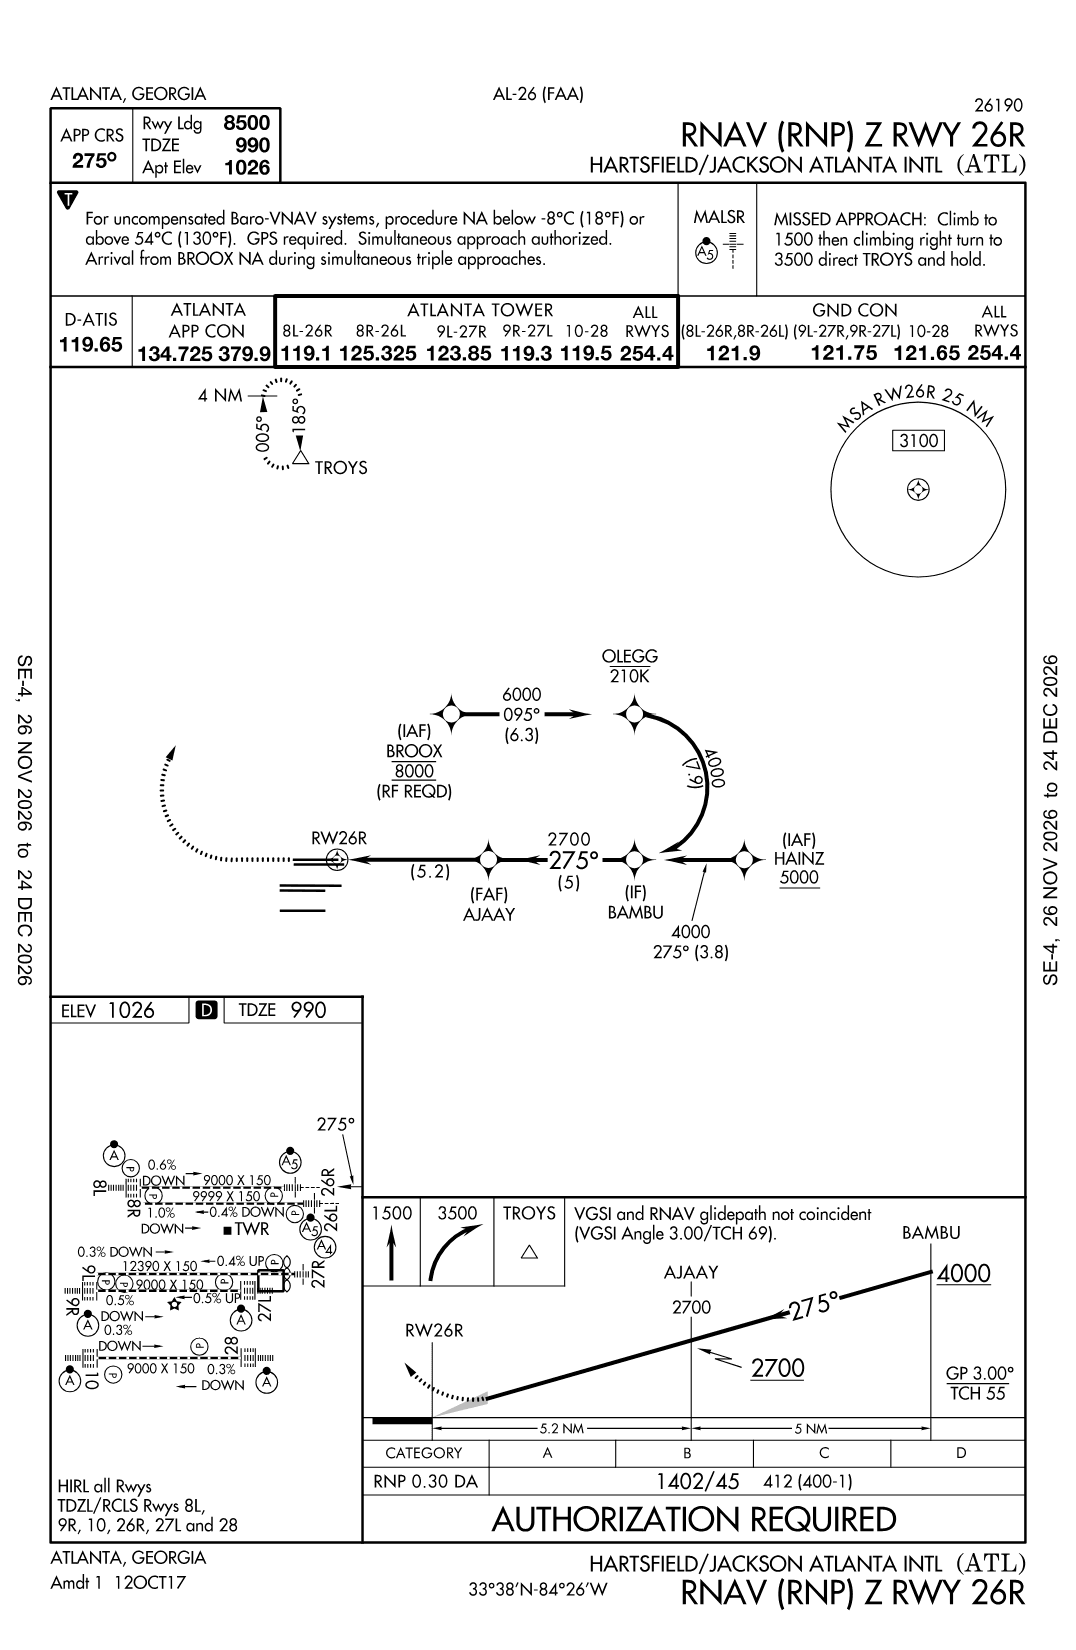 ATLANTA, GEORGIA
AL-26 (FAA)
26190
APP CRS
275°
Rwy Ldg 8500
TDZE 990
Apt Elev 1026
RNAV (RNP) Z RWY 26R
HARTSFIELD/JACKSON ATLANTA INTL (ATL)
T
For uncompensated Baro-VNAV systems, procedure NA below -8°C (18°F) or
above 54°C (130°F). GPS required. Simultaneous approach authorized.
Arrival from BROOX NA during simultaneous triple approaches.
MALSR
A5
MISSED APPROACH: Climb to
1500 then climbing right turn to
3500 direct TROYS and hold.
D-ATIS
119.65
ATLANTA
APP CON
134.725 379.9
ATLANTA TOWER
8L-26R 8R-26L 9L-27R 9R-27L 10-28 ALL RWYS
119.1 125.325 123.85 119.3 119.5 254.4
GND CON
(8L-26R,8R-26L) (9L-27R,9R-27L) 10-28 ALL RWYS
121.9 121.75 121.65 254.4
4 NM
005°
185°
TROYS
MSA RW26R 25 NM
3100
SE-4, 26 NOV 2026 to 24 DEC 2026
SE-4, 26 NOV 2026 to 24 DEC 2026
OLEGG
210K
6000
095°
(6.3)
(IAF)
BROOX
8000
(RF REQD)
4000
(7.9)
RW26R
(5.2)
2700
275°
(5)
(FAF)
AJAAY
(IF)
BAMBU
(IAF)
HAINZ
5000
4000
275° (3.8)
ELEV 1026
D
TDZE 990
275°
A
P
0.6%
DOWN
9000 X 150
A5
26R
8L
P
9999 X 150
P
8R
1.0%
DOWN
0.4% DOWN
P
26L
TWR
A5
A4
0.3% DOWN
12390 X 150
0.4% UP
P
27R
9L
P
P
9000 X 150
P
9R
0.5%
DOWN
0.5% UP
27L
A
A
0.3%
DOWN
P
28
9000 X 150
0.3%
DOWN
A
10
P
A
HIRL all Rwys
TDZL/RCLS Rwys 8L,
9R, 10, 26R, 27L and 28
1500
3500
TROYS
VGSI and RNAV glidepath not coincident
(VGSI Angle 3.00/TCH 69).
BAMBU
4000
AJAAY
2700
275°
RW26R
2700
GP 3.00°
TCH 55
5.2 NM
5 NM
CATEGORY A B C D
RNP 0.30 DA 1402/45 412 (400-1)
AUTHORIZATION REQUIRED
ATLANTA, GEORGIA
Amdt 1 12OCT17
33°38'N-84°26'W
HARTSFIELD/JACKSON ATLANTA INTL (ATL)
RNAV (RNP) Z RWY 26R